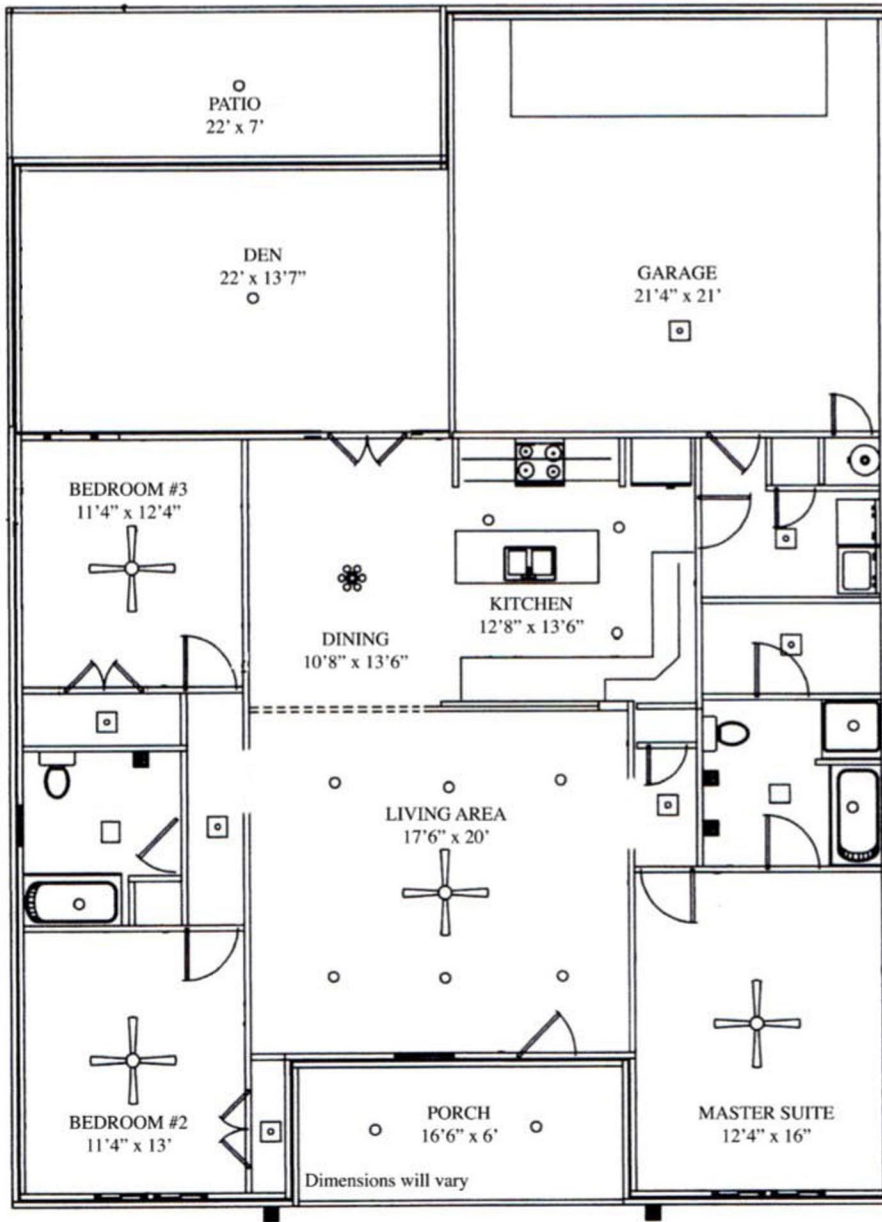 PATIO
22’ x 7’
DEN
22’ x 13’7”
GARAGE
21’4” x 21’
BEDROOM #3
11’4” x 12’4”
DINING
10’8” x 13’6”
KITCHEN
12’8” x 13’6”
LIVING AREA
17’6” x 20’
BEDROOM #2
11’4” x 13’
PORCH
16’6” x 6’
Dimensions will vary
MASTER SUITE
12’4” x 16”